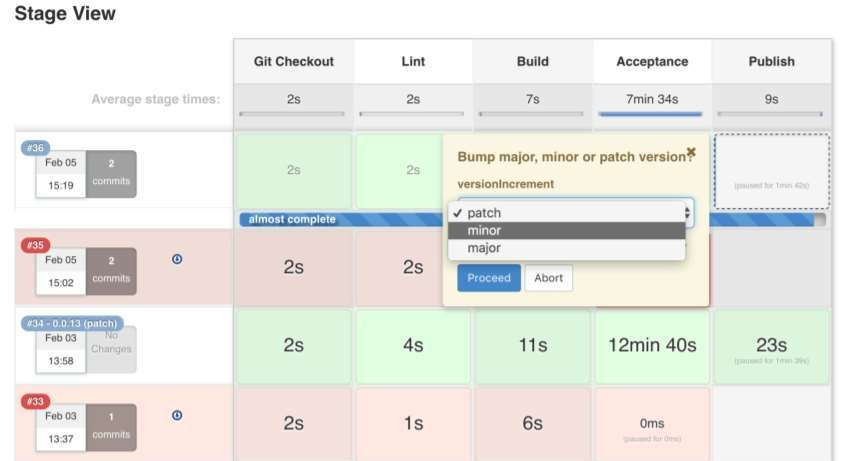 Stage View
Git Checkout Lint Build Acceptance Publish
Average stage times: 2s 2s 7s 7min 34s 9s
#36
Feb 05 2
15:19 commits
2s 2s
(paused for 1min 42s)
almost complete
Bump major, minor or patch version?
versionIncrement
✓ patch
minor
major
Proceed Abort
#35
Feb 05 2
15:02 commits
2s 2s
#34 - 0.0.13 (patch)
Feb 03 No
Changes
13:58
2s 4s 11s 12min 40s 23s
(paused for 1min 39s)
#33
Feb 03 1
13:37 commits
2s 1s 6s 0ms
(paused for 0ms)